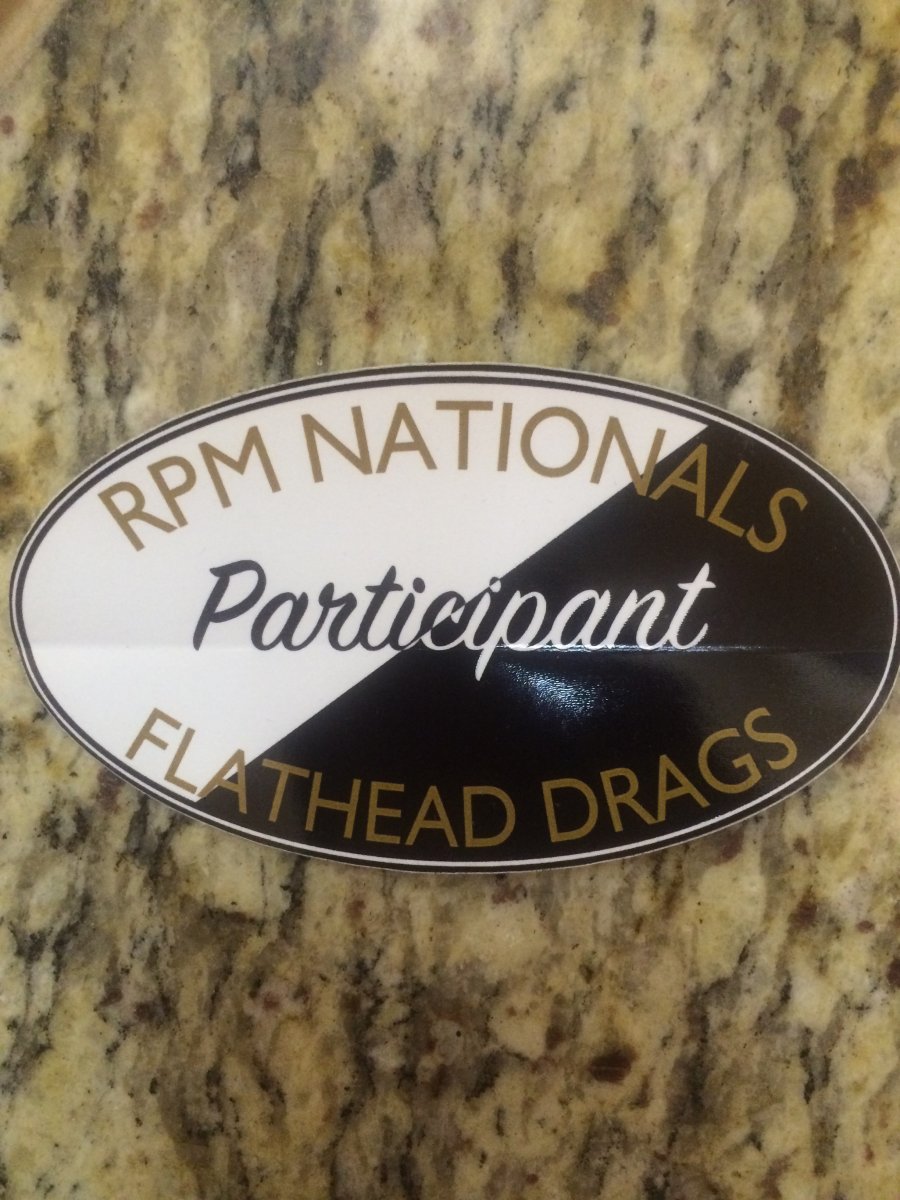 RPM NATIONALS
Participant
FLATHEAD DRAGS